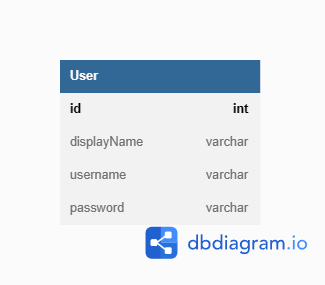 User
id int
displayName varchar
username varchar
password varchar
dbdiagram.io